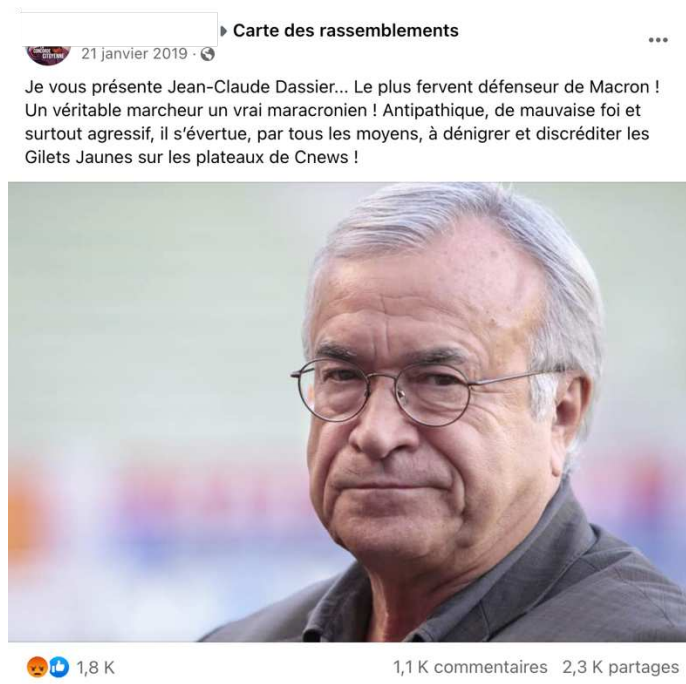 Carte des rassemblements
CITOYENNE
21 janvier 2019 ·
Je vous présente Jean-Claude Dassier... Le plus fervent défenseur de Macron !
Un véritable marcheur un vrai maracronien ! Antipathique, de mauvaise foi et
surtout agressif, il s’évertue, par tous les moyens, à dénigrer et discréditer les
Gilets Jaunes sur les plateaux de Cnews !
1,8 K
1,1 K commentaires 2,3 K partages